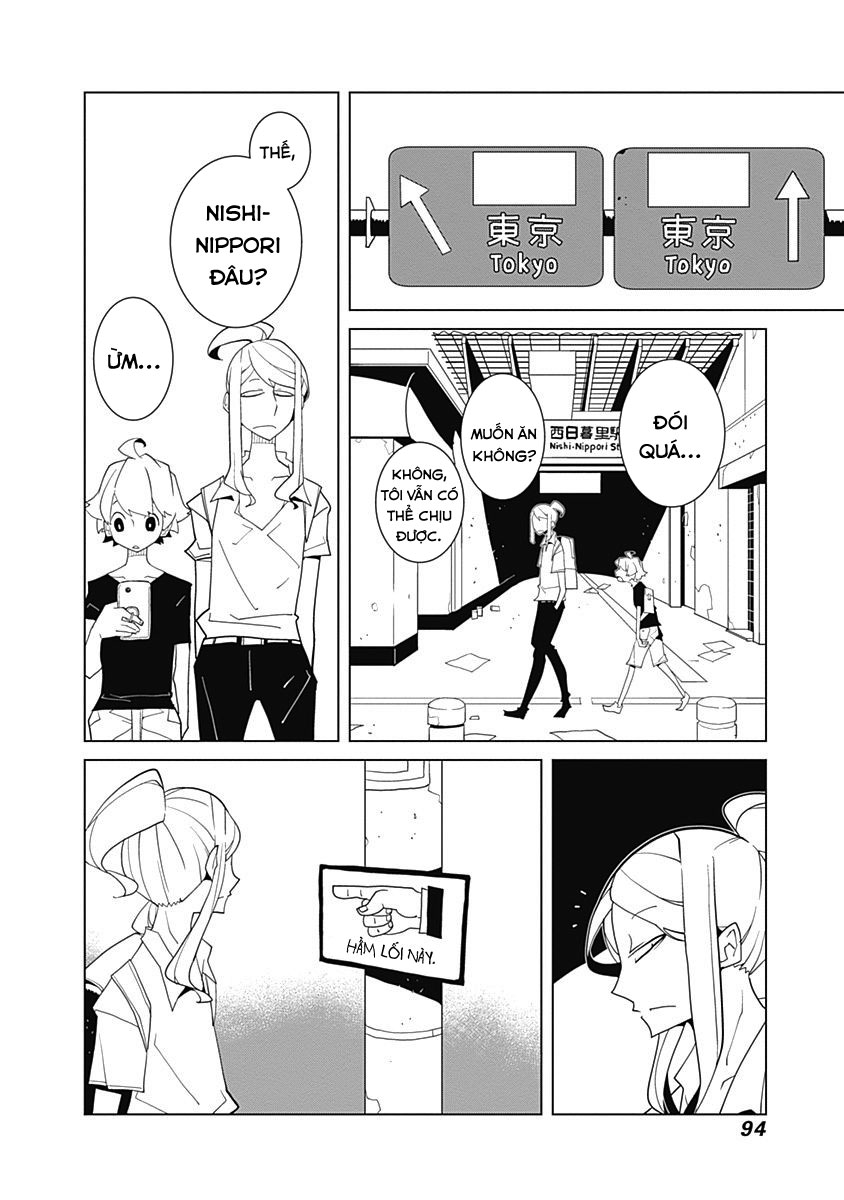 東京
Tokyo
東京
Tokyo
THẾ,
NISHI-
NIPPORI
ĐÂU?
ỪM...
ĐÓI
QUÁ...
MUỐN ĂN
KHÔNG?
KHÔNG,
TÔI VẪN CÓ
THỂ CHỊU
ĐƯỢC.
西日暮里駅
Nishi-Nippori St
HẦM LỐI NÀY.
94